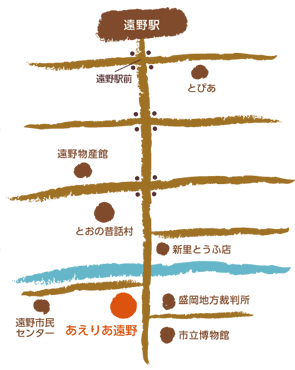 遠野駅
遠野駅前
とぴあ
遠野物産館
とおの昔話村
新里とうふ店
盛岡地方裁判所
遠野市民
センター
あえりあ遠野
市立博物館